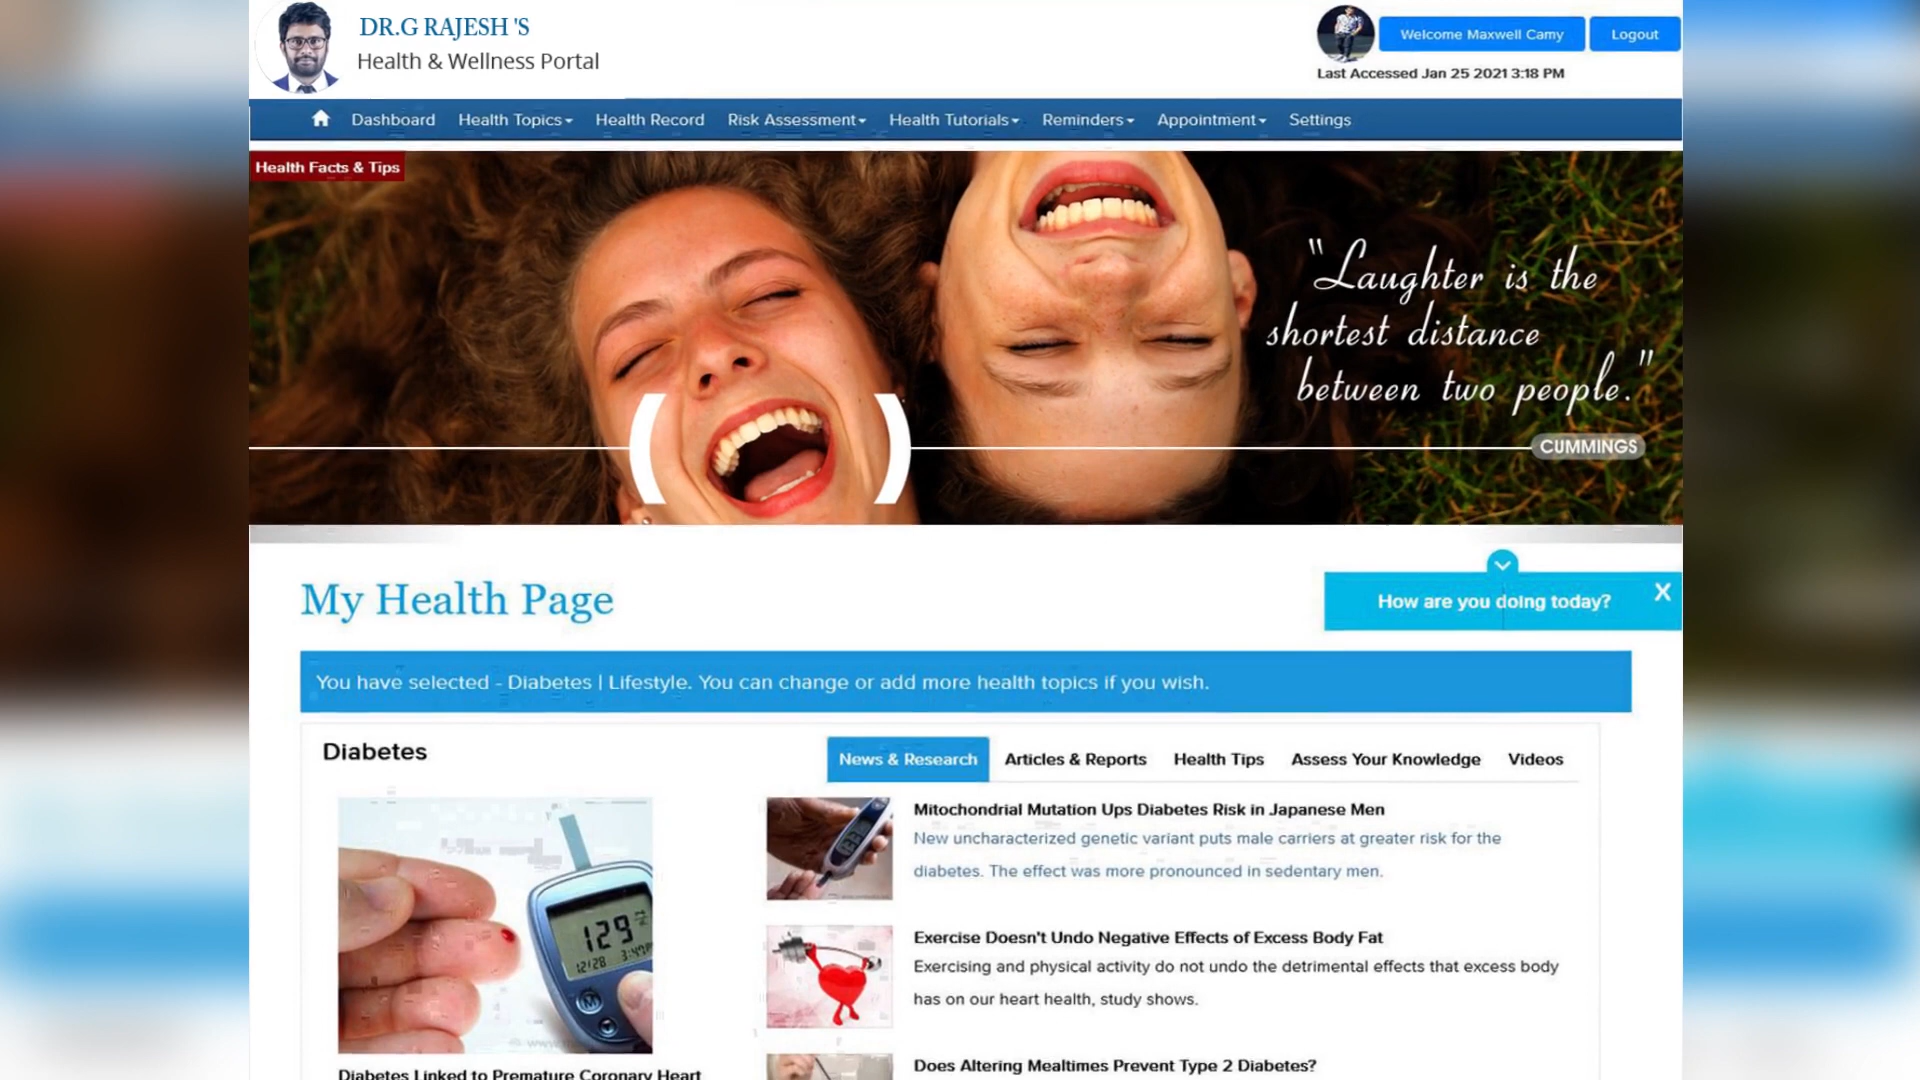 DR.G RAJESH 'S
Health & Wellness Portal
Welcome Maxwell Camy
Logout
Last Accessed Jan 25 2021 3:18 PM
Dashboard
Health Topics
Health Record
Risk Assessment
Health Tutorials
Reminders
Appointment
Settings
Health Facts & Tips
"Laughter is the
shortest distance
between two people."
CUMMINGS
My Health Page
How are you doing today?
X
You have selected - Diabetes | Lifestyle. You can change or add more health topics if you wish.
Diabetes
News & Research
Articles & Reports
Health Tips
Assess Your Knowledge
Videos
129
12/28
M
Diabetes Linked to Premature Coronary Heart
Mitochondrial Mutation Ups Diabetes Risk in Japanese Men
New uncharacterized genetic variant puts male carriers at greater risk for the
diabetes. The effect was more pronounced in sedentary men.
Exercise Doesn't Undo Negative Effects of Excess Body Fat
Exercising and physical activity do not undo the detrimental effects that excess body
has on our heart health, study shows.
Does Altering Mealtimes Prevent Type 2 Diabetes?